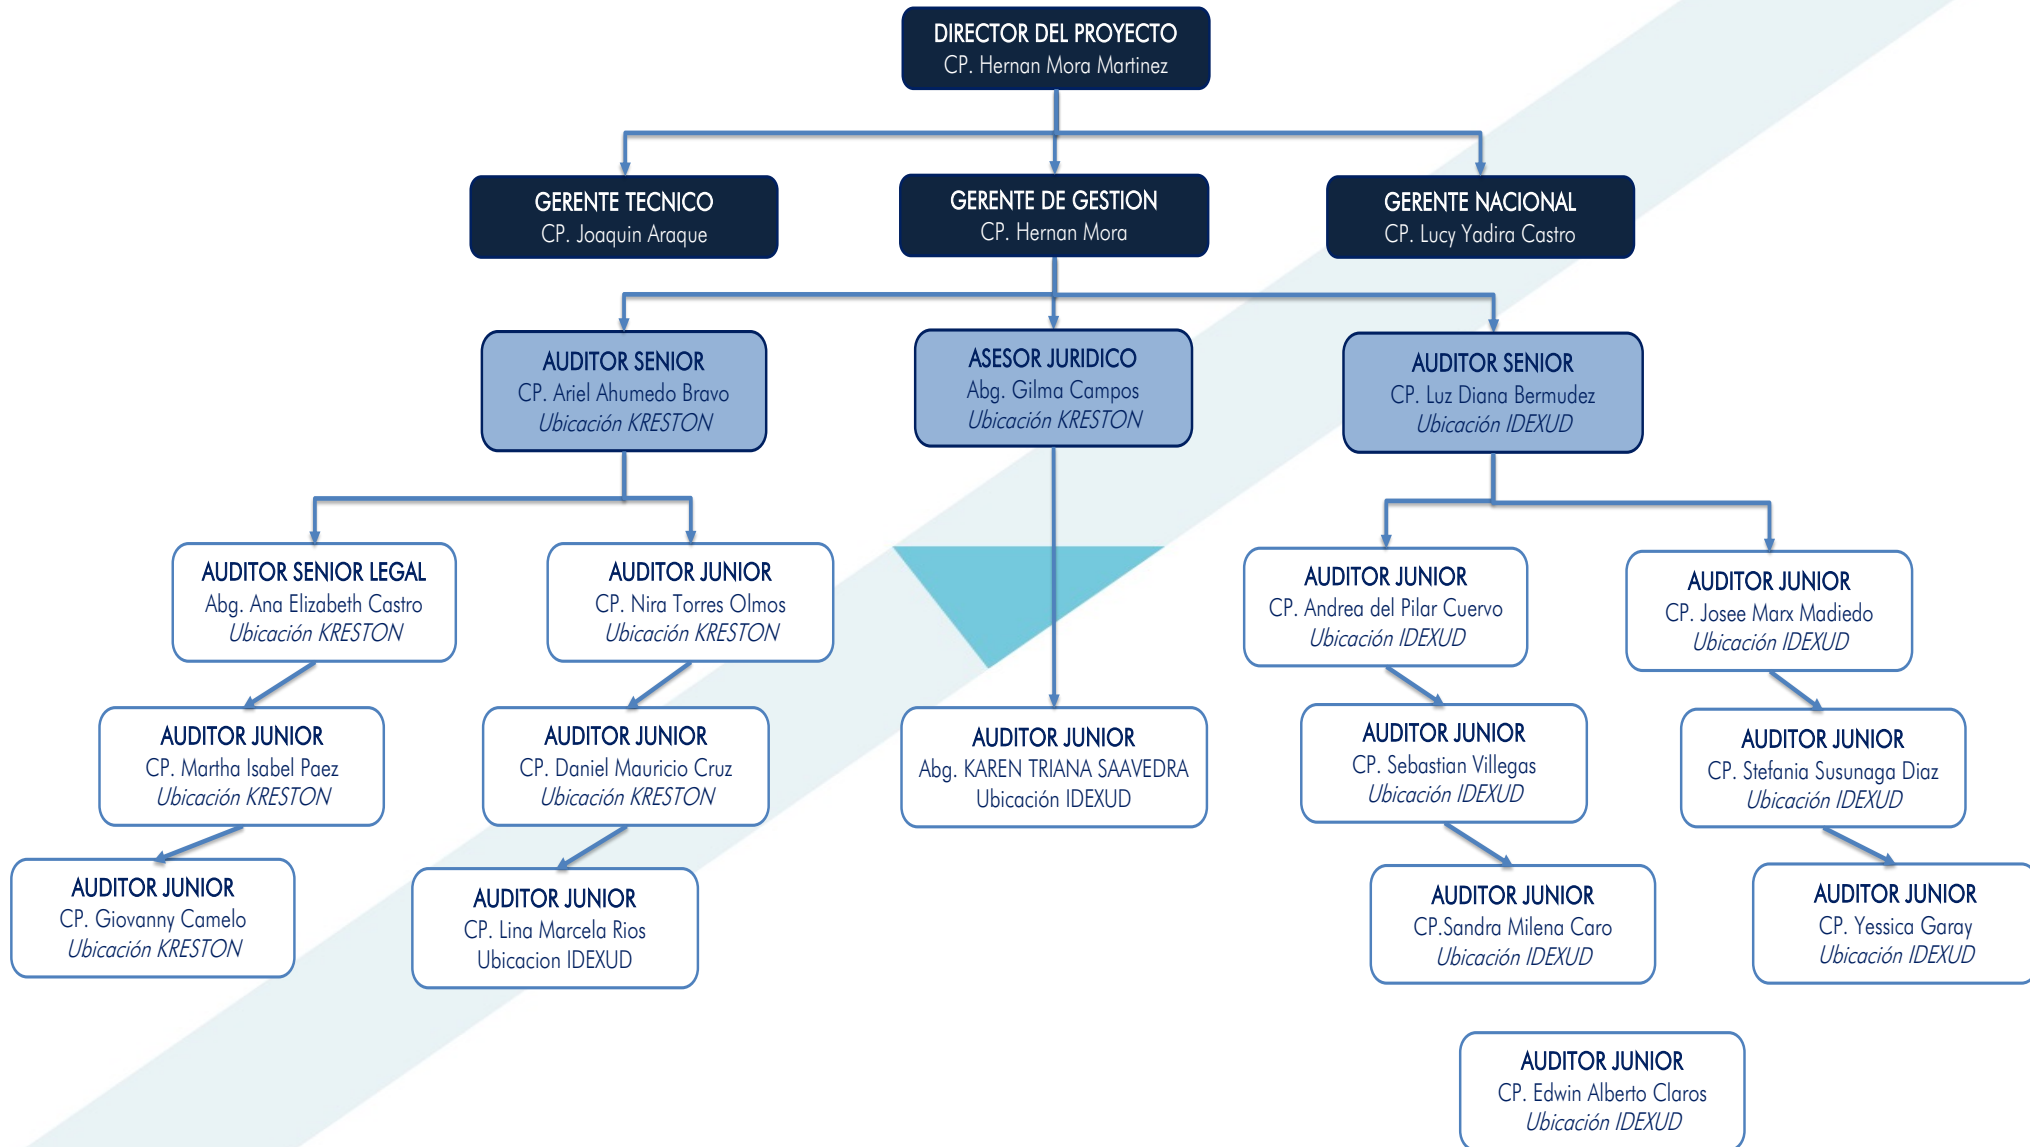 DIRECTOR DEL PROYECTO
CP. Hernan Mora Martinez
GERENTE TECNICO
CP. Joaquin Araque
GERENTE DE GESTION
CP. Hernan Mora
GERENTE NACIONAL
CP. Lucy Yadira Castro
AUDITOR SENIOR
CP. Ariel Ahumedo Bravo
Ubicación KRESTON
ASESOR JURIDICO
Abg. Gilma Campos
Ubicación KRESTON
AUDITOR SENIOR
CP. Luz Diana Bermudez
Ubicación IDEXUD
AUDITOR SENIOR LEGAL
Abg. Ana Elizabeth Castro
Ubicación KRESTON
AUDITOR JUNIOR
CP. Nira Torres Olmos
Ubicación KRESTON
AUDITOR JUNIOR
CP. Andrea del Pilar Cuervo
Ubicación IDEXUD
AUDITOR JUNIOR
CP. Josee Marx Madiedo
Ubicación IDEXUD
AUDITOR JUNIOR
CP. Martha Isabel Paez
Ubicación KRESTON
AUDITOR JUNIOR
CP. Daniel Mauricio Cruz
Ubicación KRESTON
AUDITOR JUNIOR
Abg. KAREN TRIANA SAAVEDRA
Ubicación IDEXUD
AUDITOR JUNIOR
CP. Sebastian Villegas
Ubicación IDEXUD
AUDITOR JUNIOR
CP. Stefania Susunaga Diaz
Ubicación IDEXUD
AUDITOR JUNIOR
CP. Giovanny Camelo
Ubicación KRESTON
AUDITOR JUNIOR
CP. Lina Marcela Rios
Ubicacion IDEXUD
AUDITOR JUNIOR
CP.Sandra Milena Caro
Ubicación IDEXUD
AUDITOR JUNIOR
CP. Yessica Garay
Ubicación IDEXUD
AUDITOR JUNIOR
CP. Edwin Alberto Claros
Ubicación IDEXUD